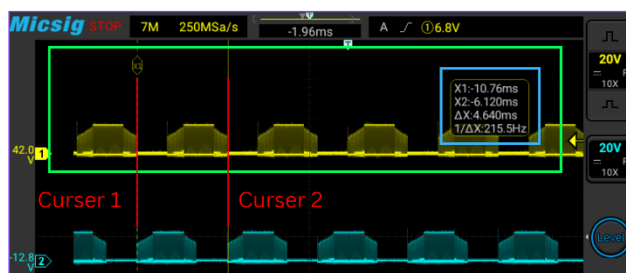 Micsig STOP 7M 250MSa/s -1.96ms A ①6.8V
T
X1
20V
10X
X1:-10.76ms
X2:-6.120ms
ΔX:4.640ms
1/ΔX:215.5Hz
42.0
V
1
20V
10X
Curser 1
Curser 2
Level
-12.8
V
2